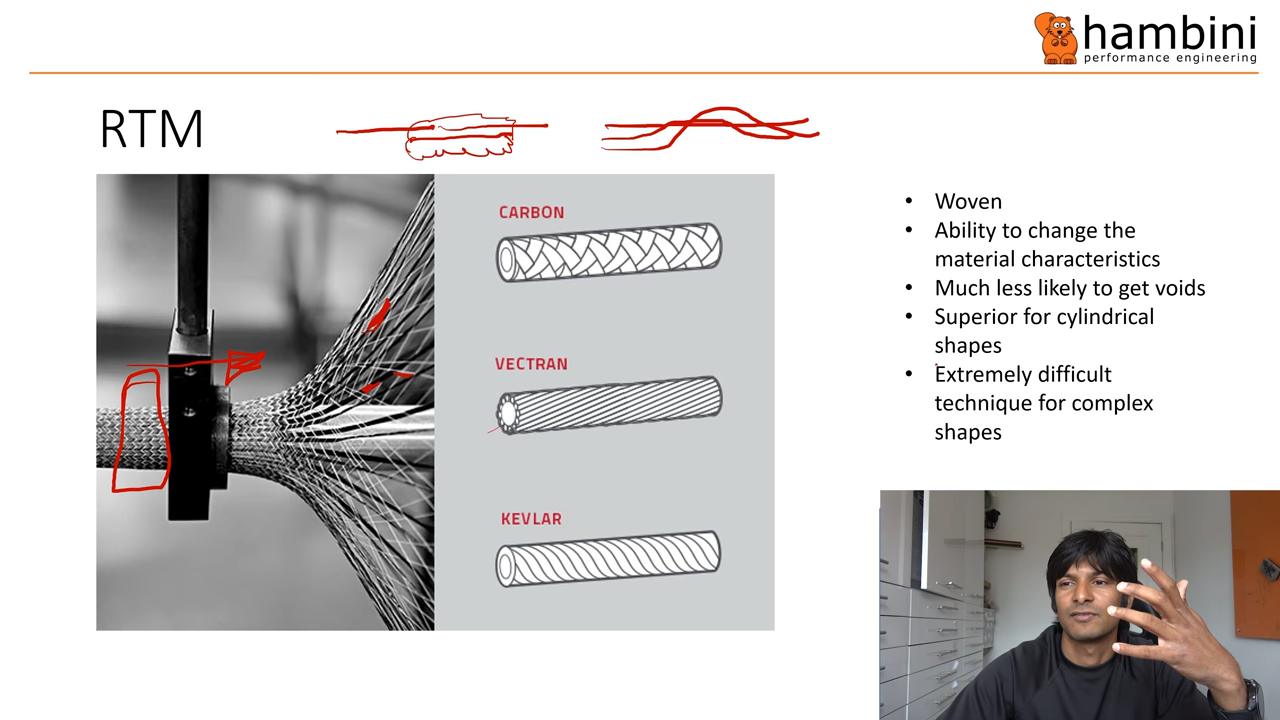 hambini
performance engineering
RTM
CARBON
VECTRAN
KEVLAR
• Woven
• Ability to change the
material characteristics
• Much less likely to get voids
• Superior for cylindrical
shapes
• Extremely difficult
technique for complex
shapes